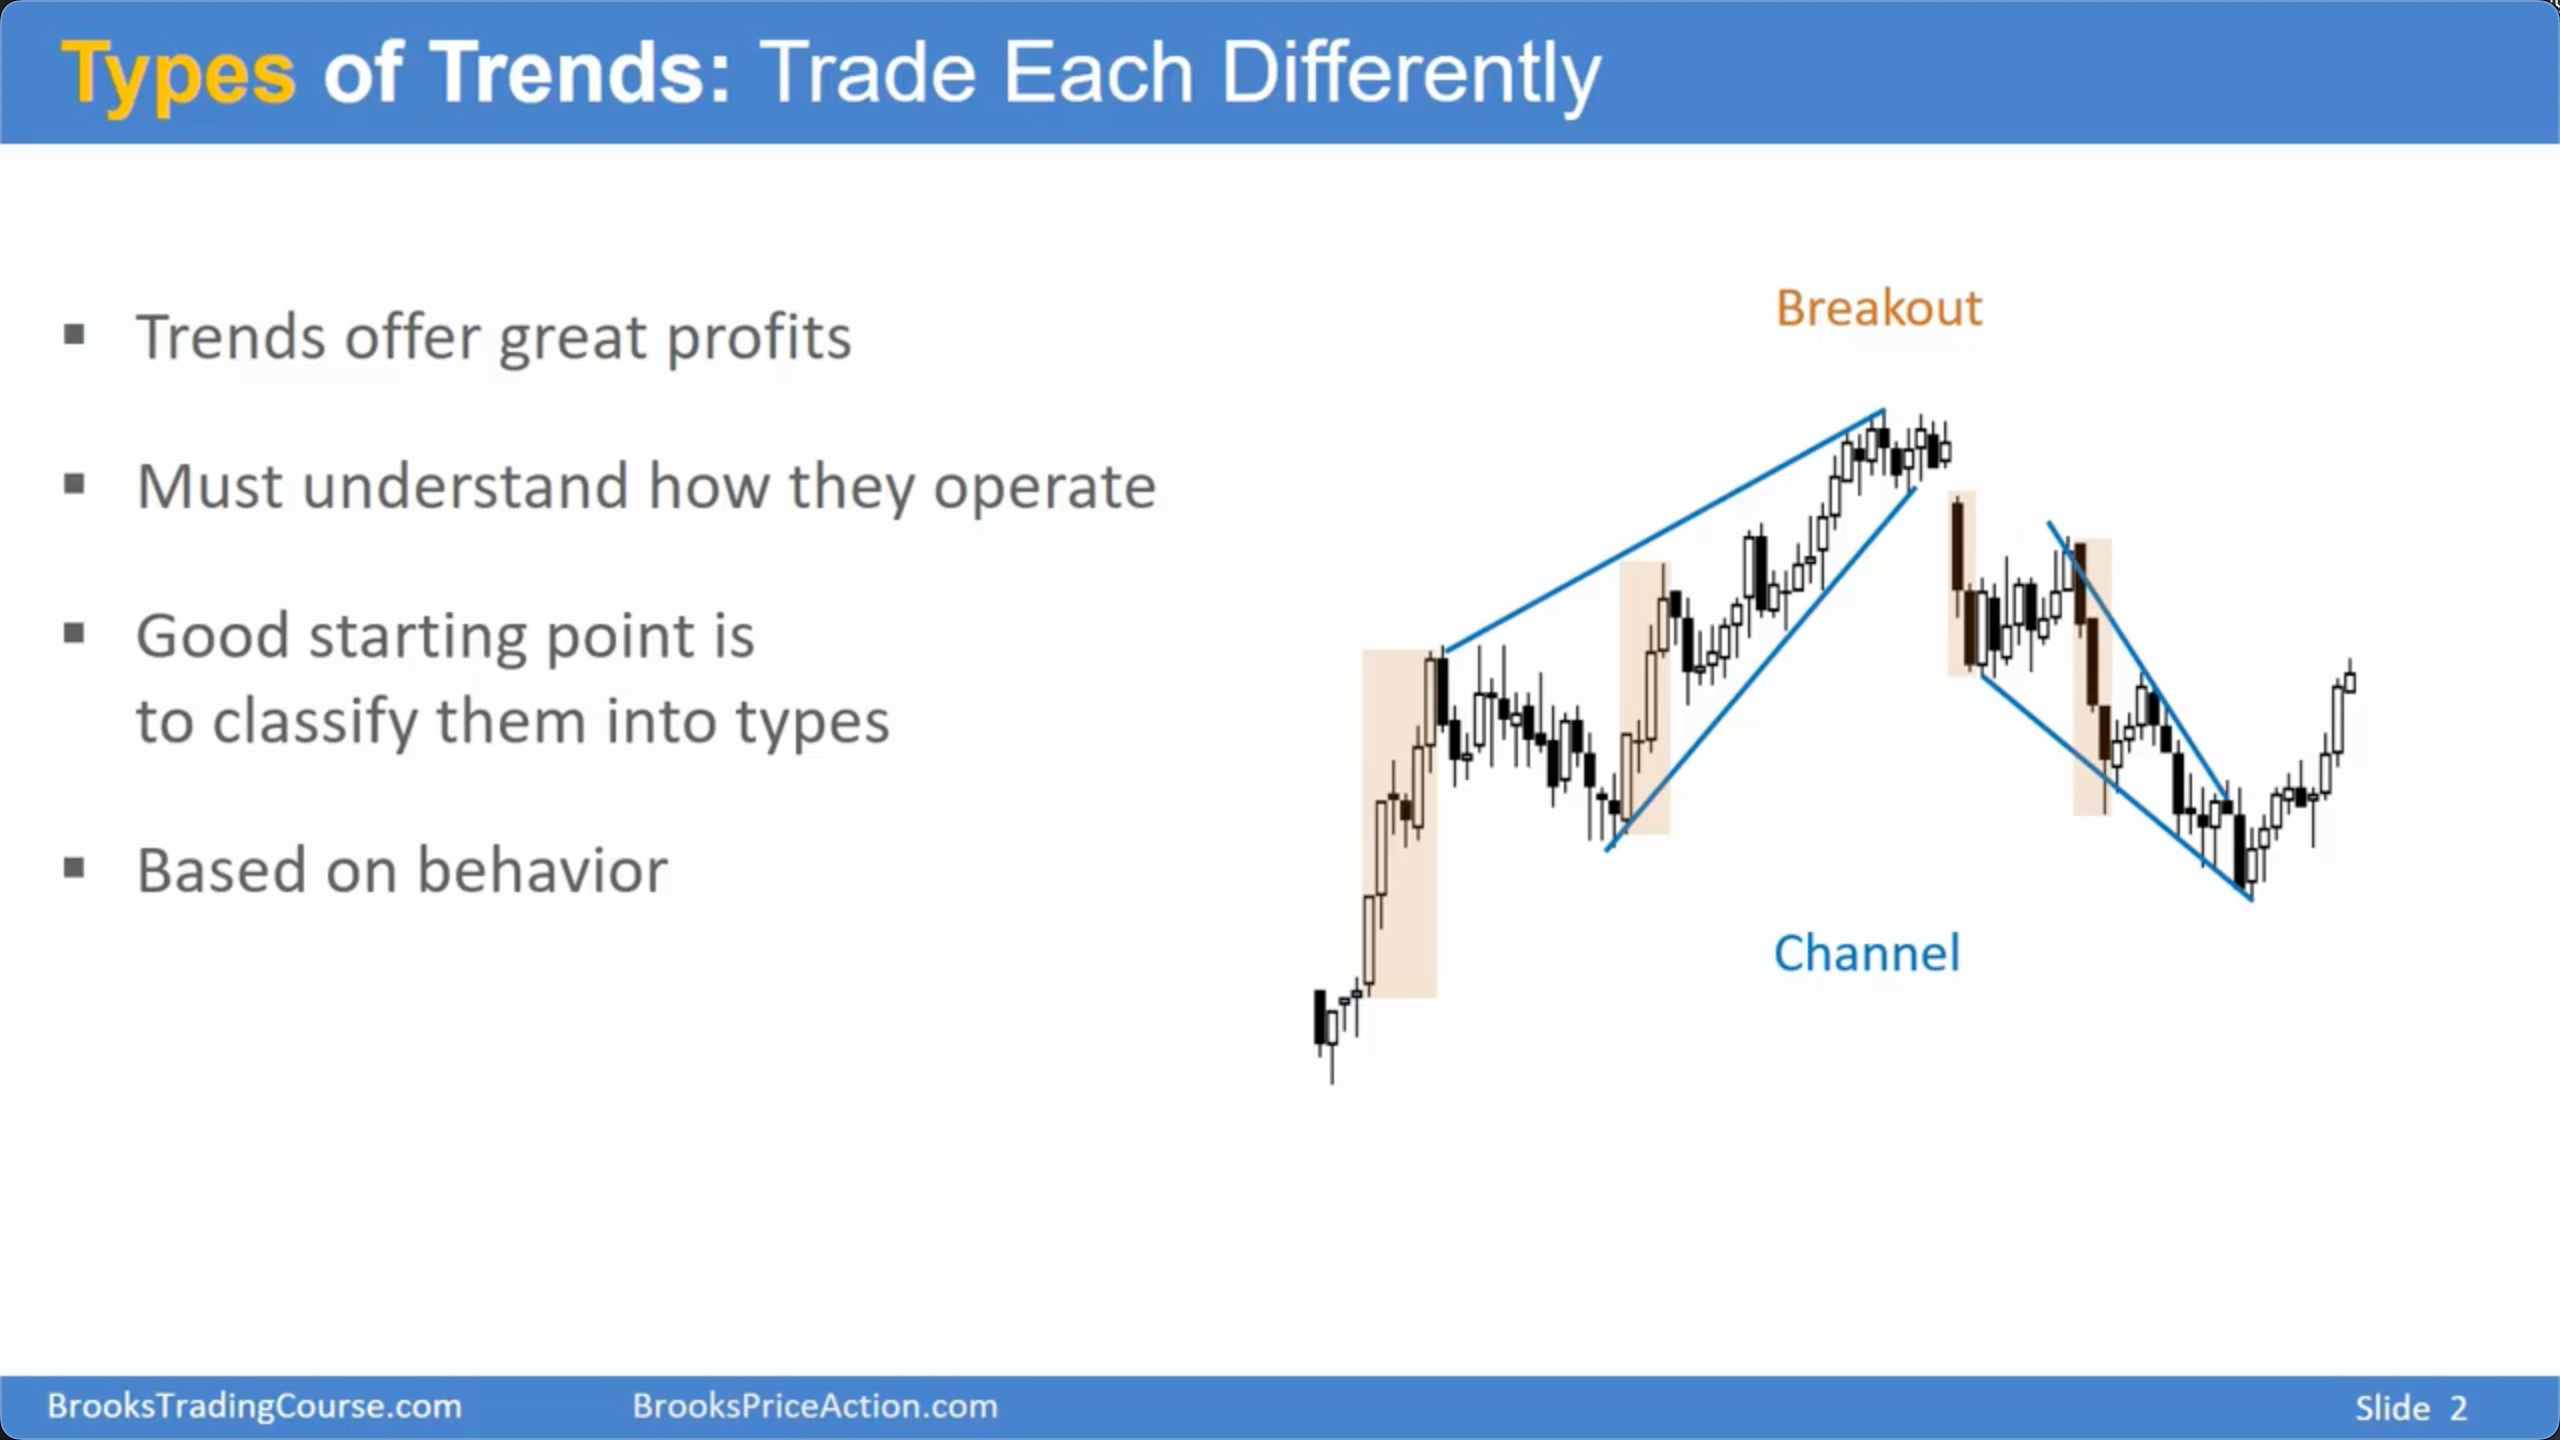 Types of Trends: Trade Each Differently
Trends offer great profits
Must understand how they operate
Good starting point is
to classify them into types
Based on behavior
Breakout
Channel
BrooksTradingCourse.com
BrooksPriceAction.com
Slide 2